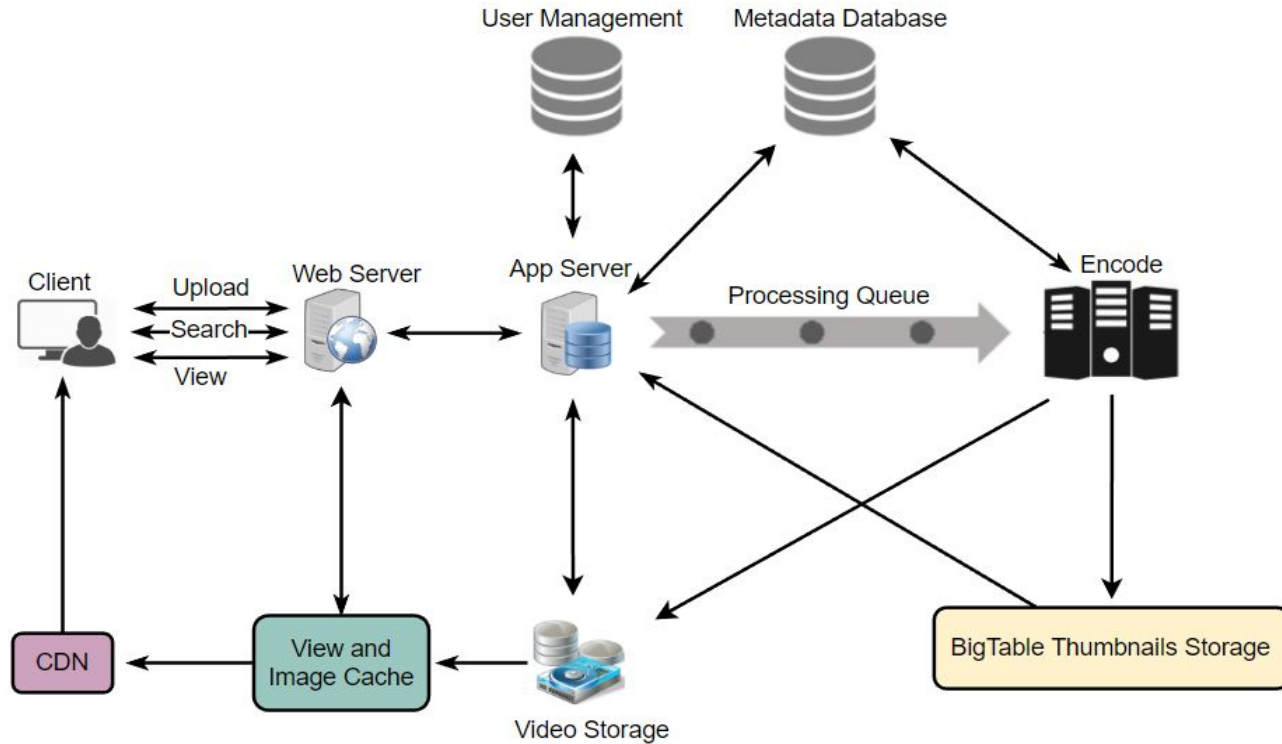 User Management
Metadata Database
Client
Upload
Search
View
Web Server
App Server
Processing Queue
Encode
CDN
View and
Image Cache
Video Storage
BigTable Thumbnails Storage